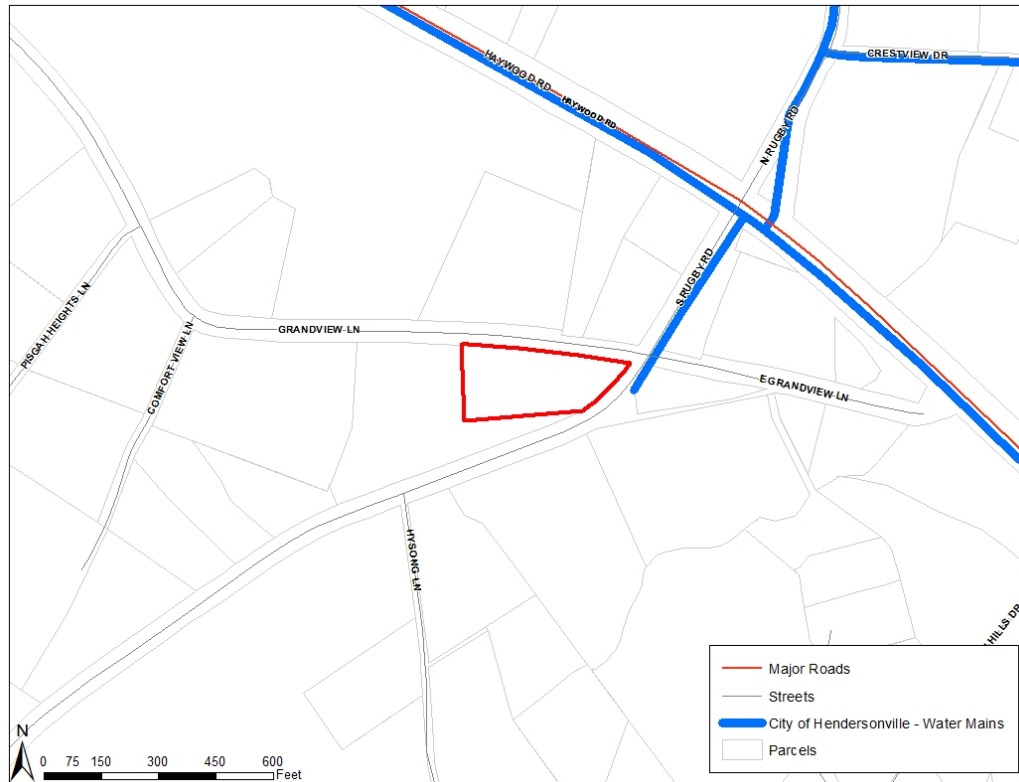 CRESTVIEW DR
HAYWOOD RD
HAYWOOD RD
N RUGBY RD
S RUGBY RD
PISGAH HEIGHTS LN
GRANDVIEW LN
COMFORT VIEW LN
E GRANDVIEW LN
HYSONG LN
HILLS DR
Major Roads
Streets
City of Hendersonville - Water Mains
Parcels
N
0 75 150 300 450 600
Feet